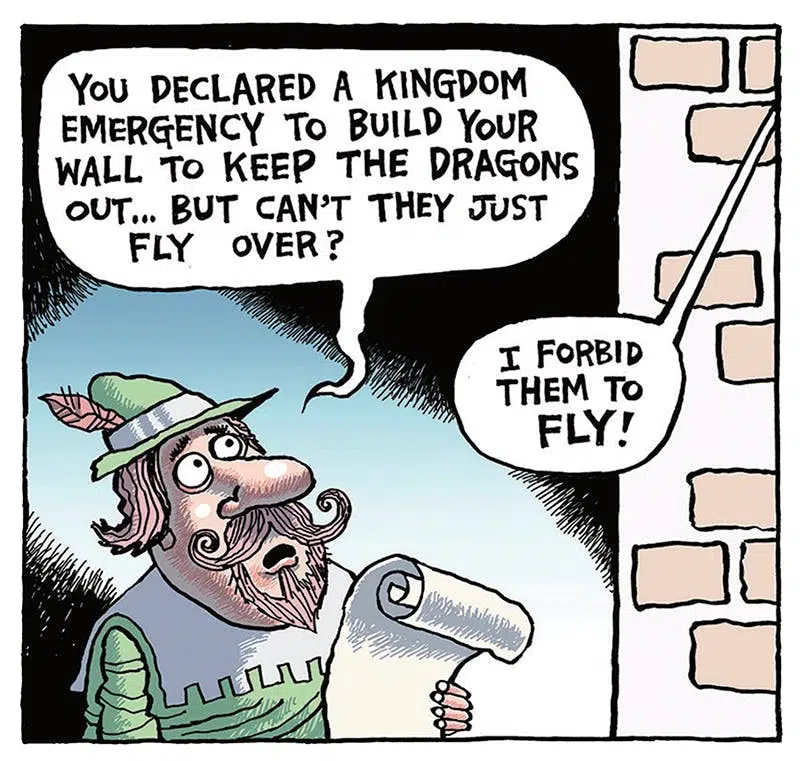 YOU DECLARED A KINGDOM
EMERGENCY TO BUILD YOUR
WALL TO KEEP THE DRAGONS
OUT... BUT CAN'T THEY JUST
FLY OVER?
I FORBID
THEM TO
FLY!